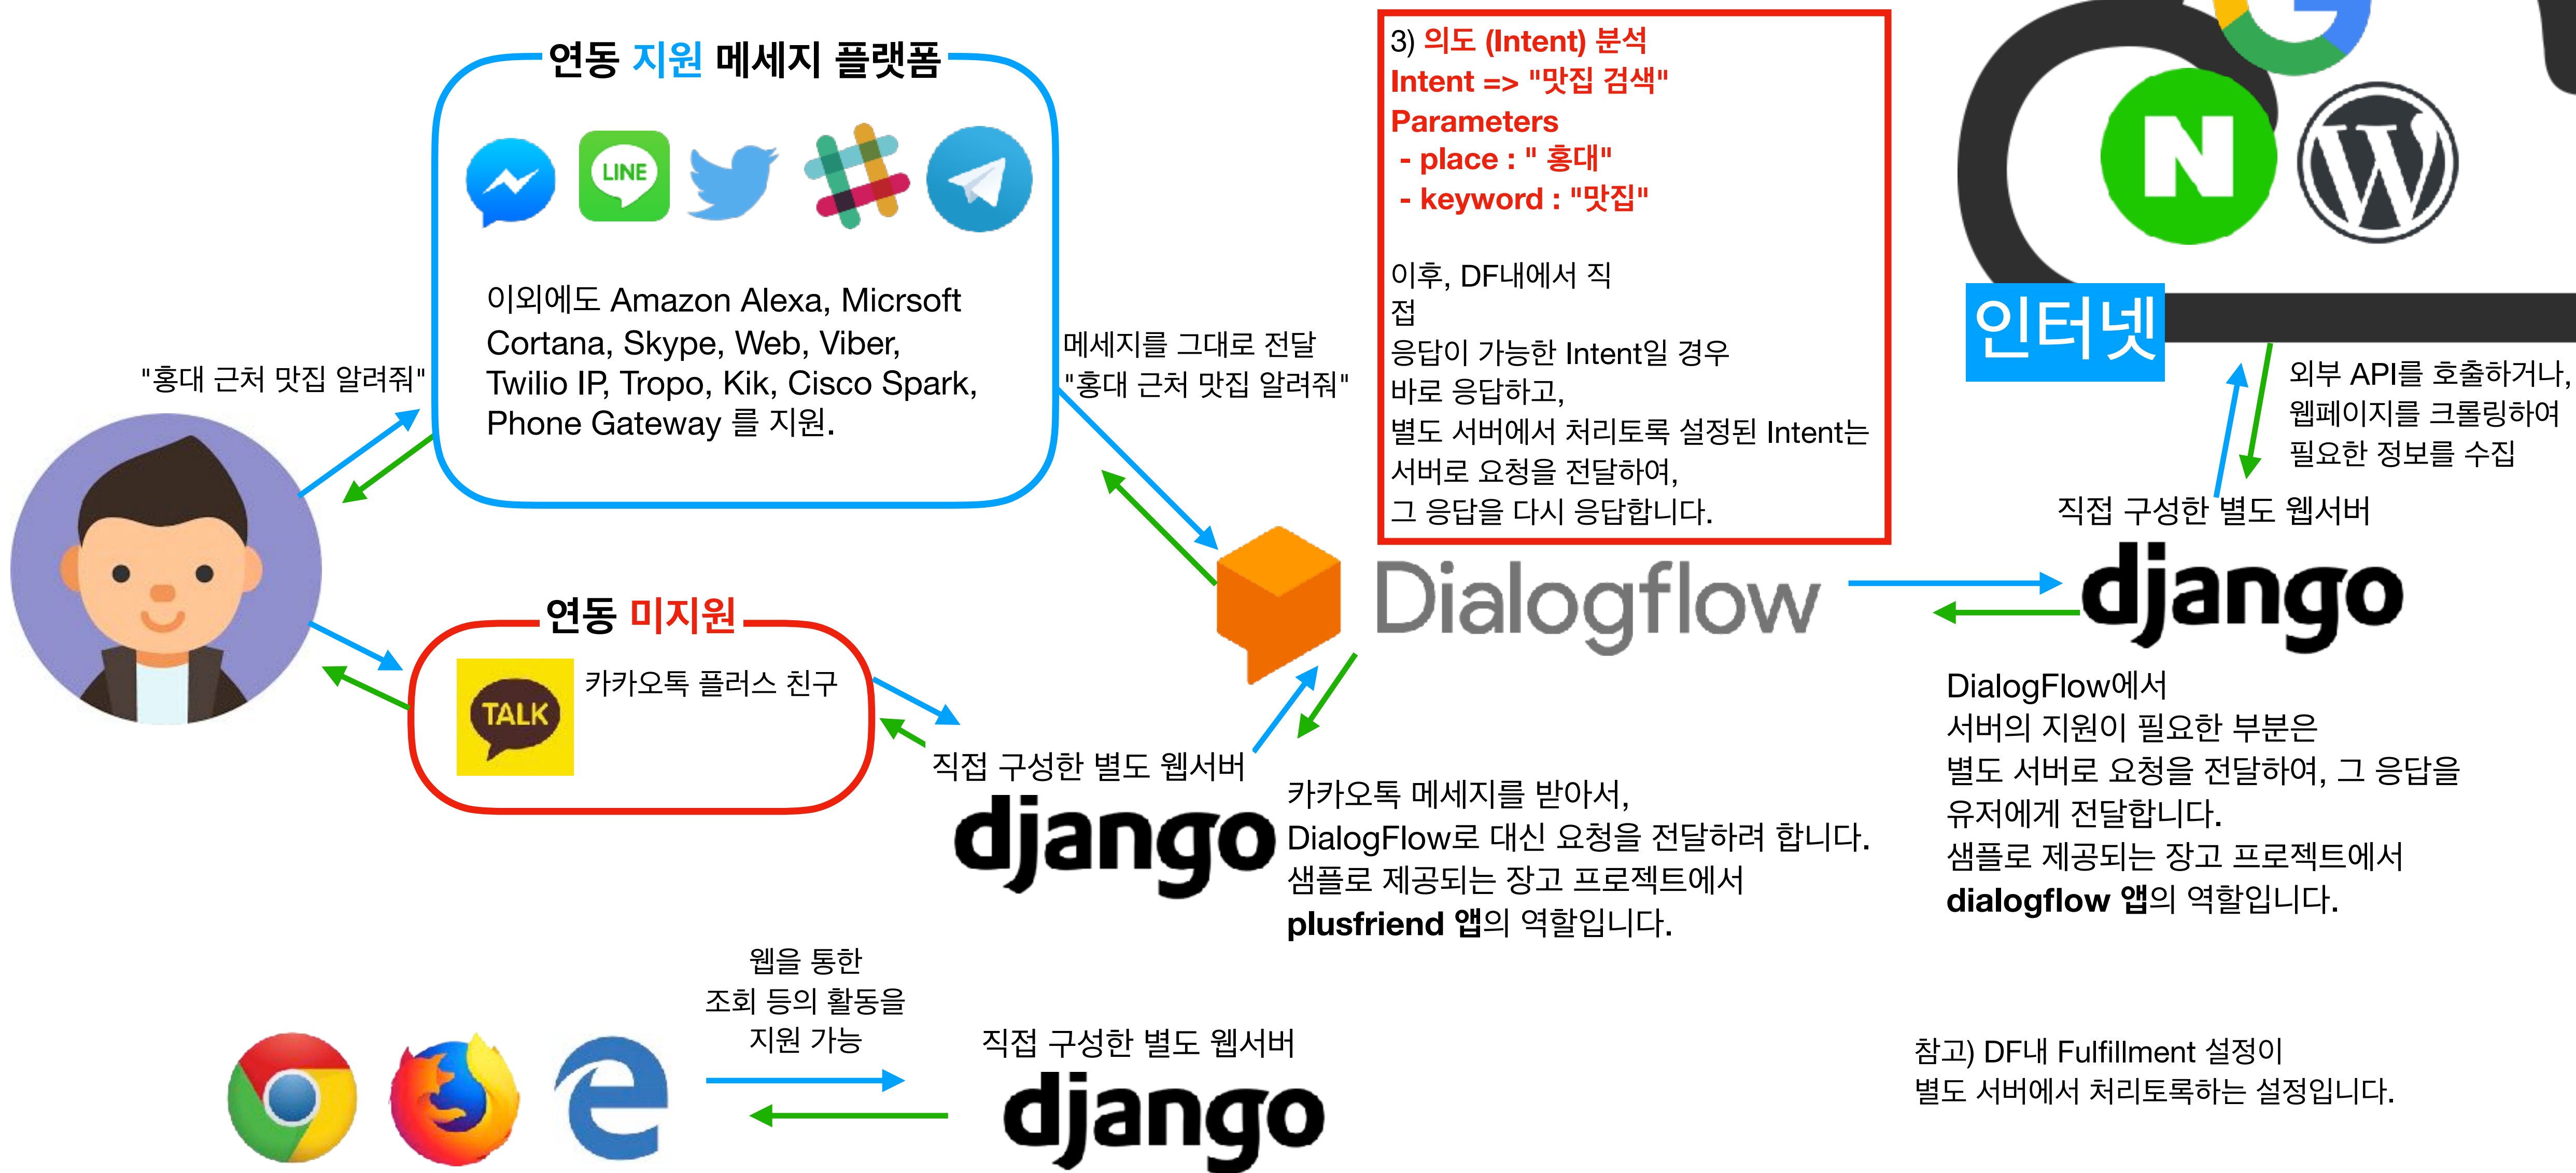 연동 지원 메세지 플랫폼
LINE
이외에도 Amazon Alexa, Micrsoft
Cortana, Skype, Web, Viber,
Twilio IP, Tropo, Kik, Cisco Spark,
Phone Gateway 를 지원.
"홍대 근처 맛집 알려줘"
메세지를 그대로 전달
"홍대 근처 맛집 알려줘"
3) 의도 (Intent) 분석
Intent => "맛집 검색"
Parameters
- place : " 홍대"
- keyword : "맛집"
이후, DF내에서 직
접
응답이 가능한 Intent일 경우
바로 응답하고,
별도 서버에서 처리토록 설정된 Intent는
서버로 요청을 전달하여,
그 응답을 다시 응답합니다.
N
W
인터넷
외부 API를 호출하거나,
웹페이지를 크롤링하여
필요한 정보를 수집
직접 구성한 별도 웹서버
django
Dialogflow
DialogFlow에서
서버의 지원이 필요한 부분은
별도 서버로 요청을 전달하여, 그 응답을
유저에게 전달합니다.
샘플로 제공되는 장고 프로젝트에서
dialogflow 앱의 역할입니다.
연동 미지원
TALK
카카오톡 플러스 친구
직접 구성한 별도 웹서버
django
카카오톡 메세지를 받아서,
DialogFlow로 대신 요청을 전달하려 합니다.
샘플로 제공되는 장고 프로젝트에서
plusfriend 앱의 역할입니다.
웹을 통한
조회 등의 활동을
지원 가능
직접 구성한 별도 웹서버
django
참고) DF내 Fulfillment 설정이
별도 서버에서 처리토록하는 설정입니다.